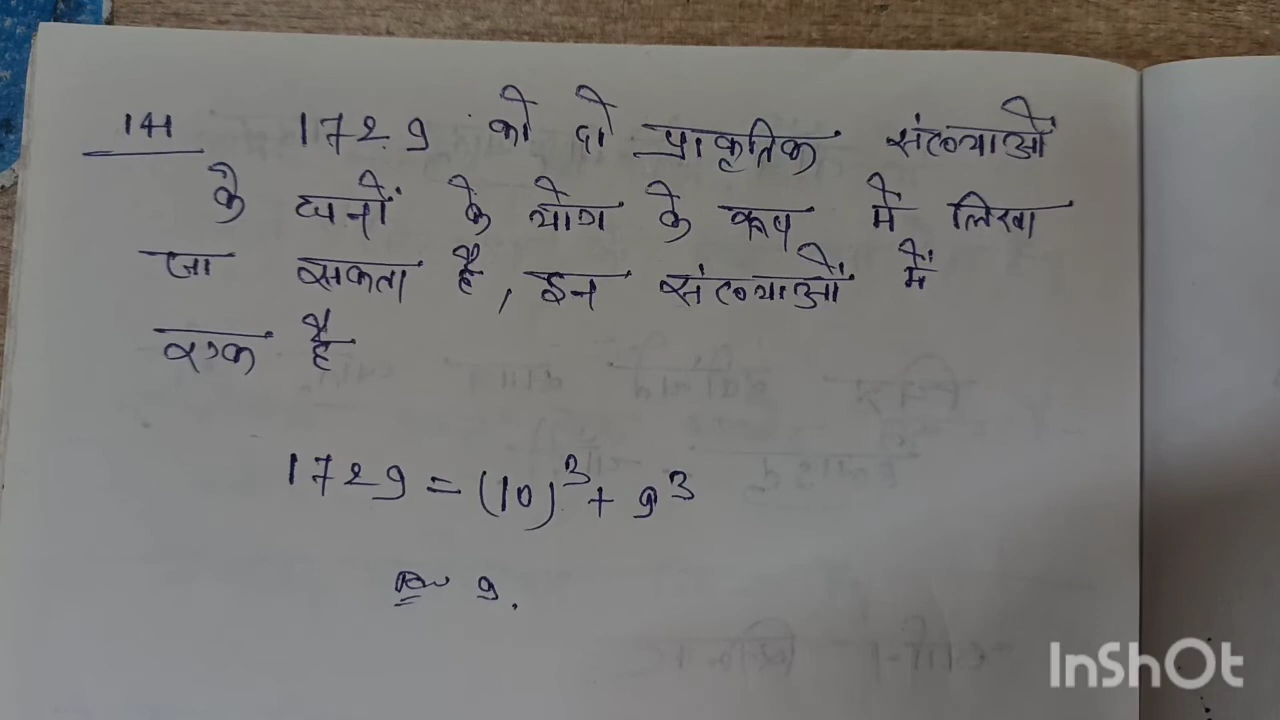 141 1729 को दो प्राकृतिक संख्याओं
के घनों के योग के रूप में लिखा
जा सकता है, इन संख्याओं में
एक है
1729 = (10)³ + 9³
9.
InShOt